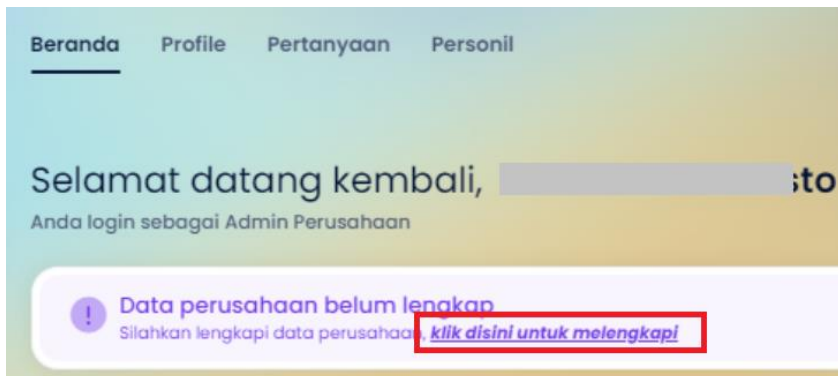 Beranda Profile Pertanyaan Personil
Selamat datang kembali, sto
Anda login sebagai Admin Perusahaan
! Data perusahaan belum lengkap
Silahkan lengkapi data perusahaan, klik disini untuk melengkapi